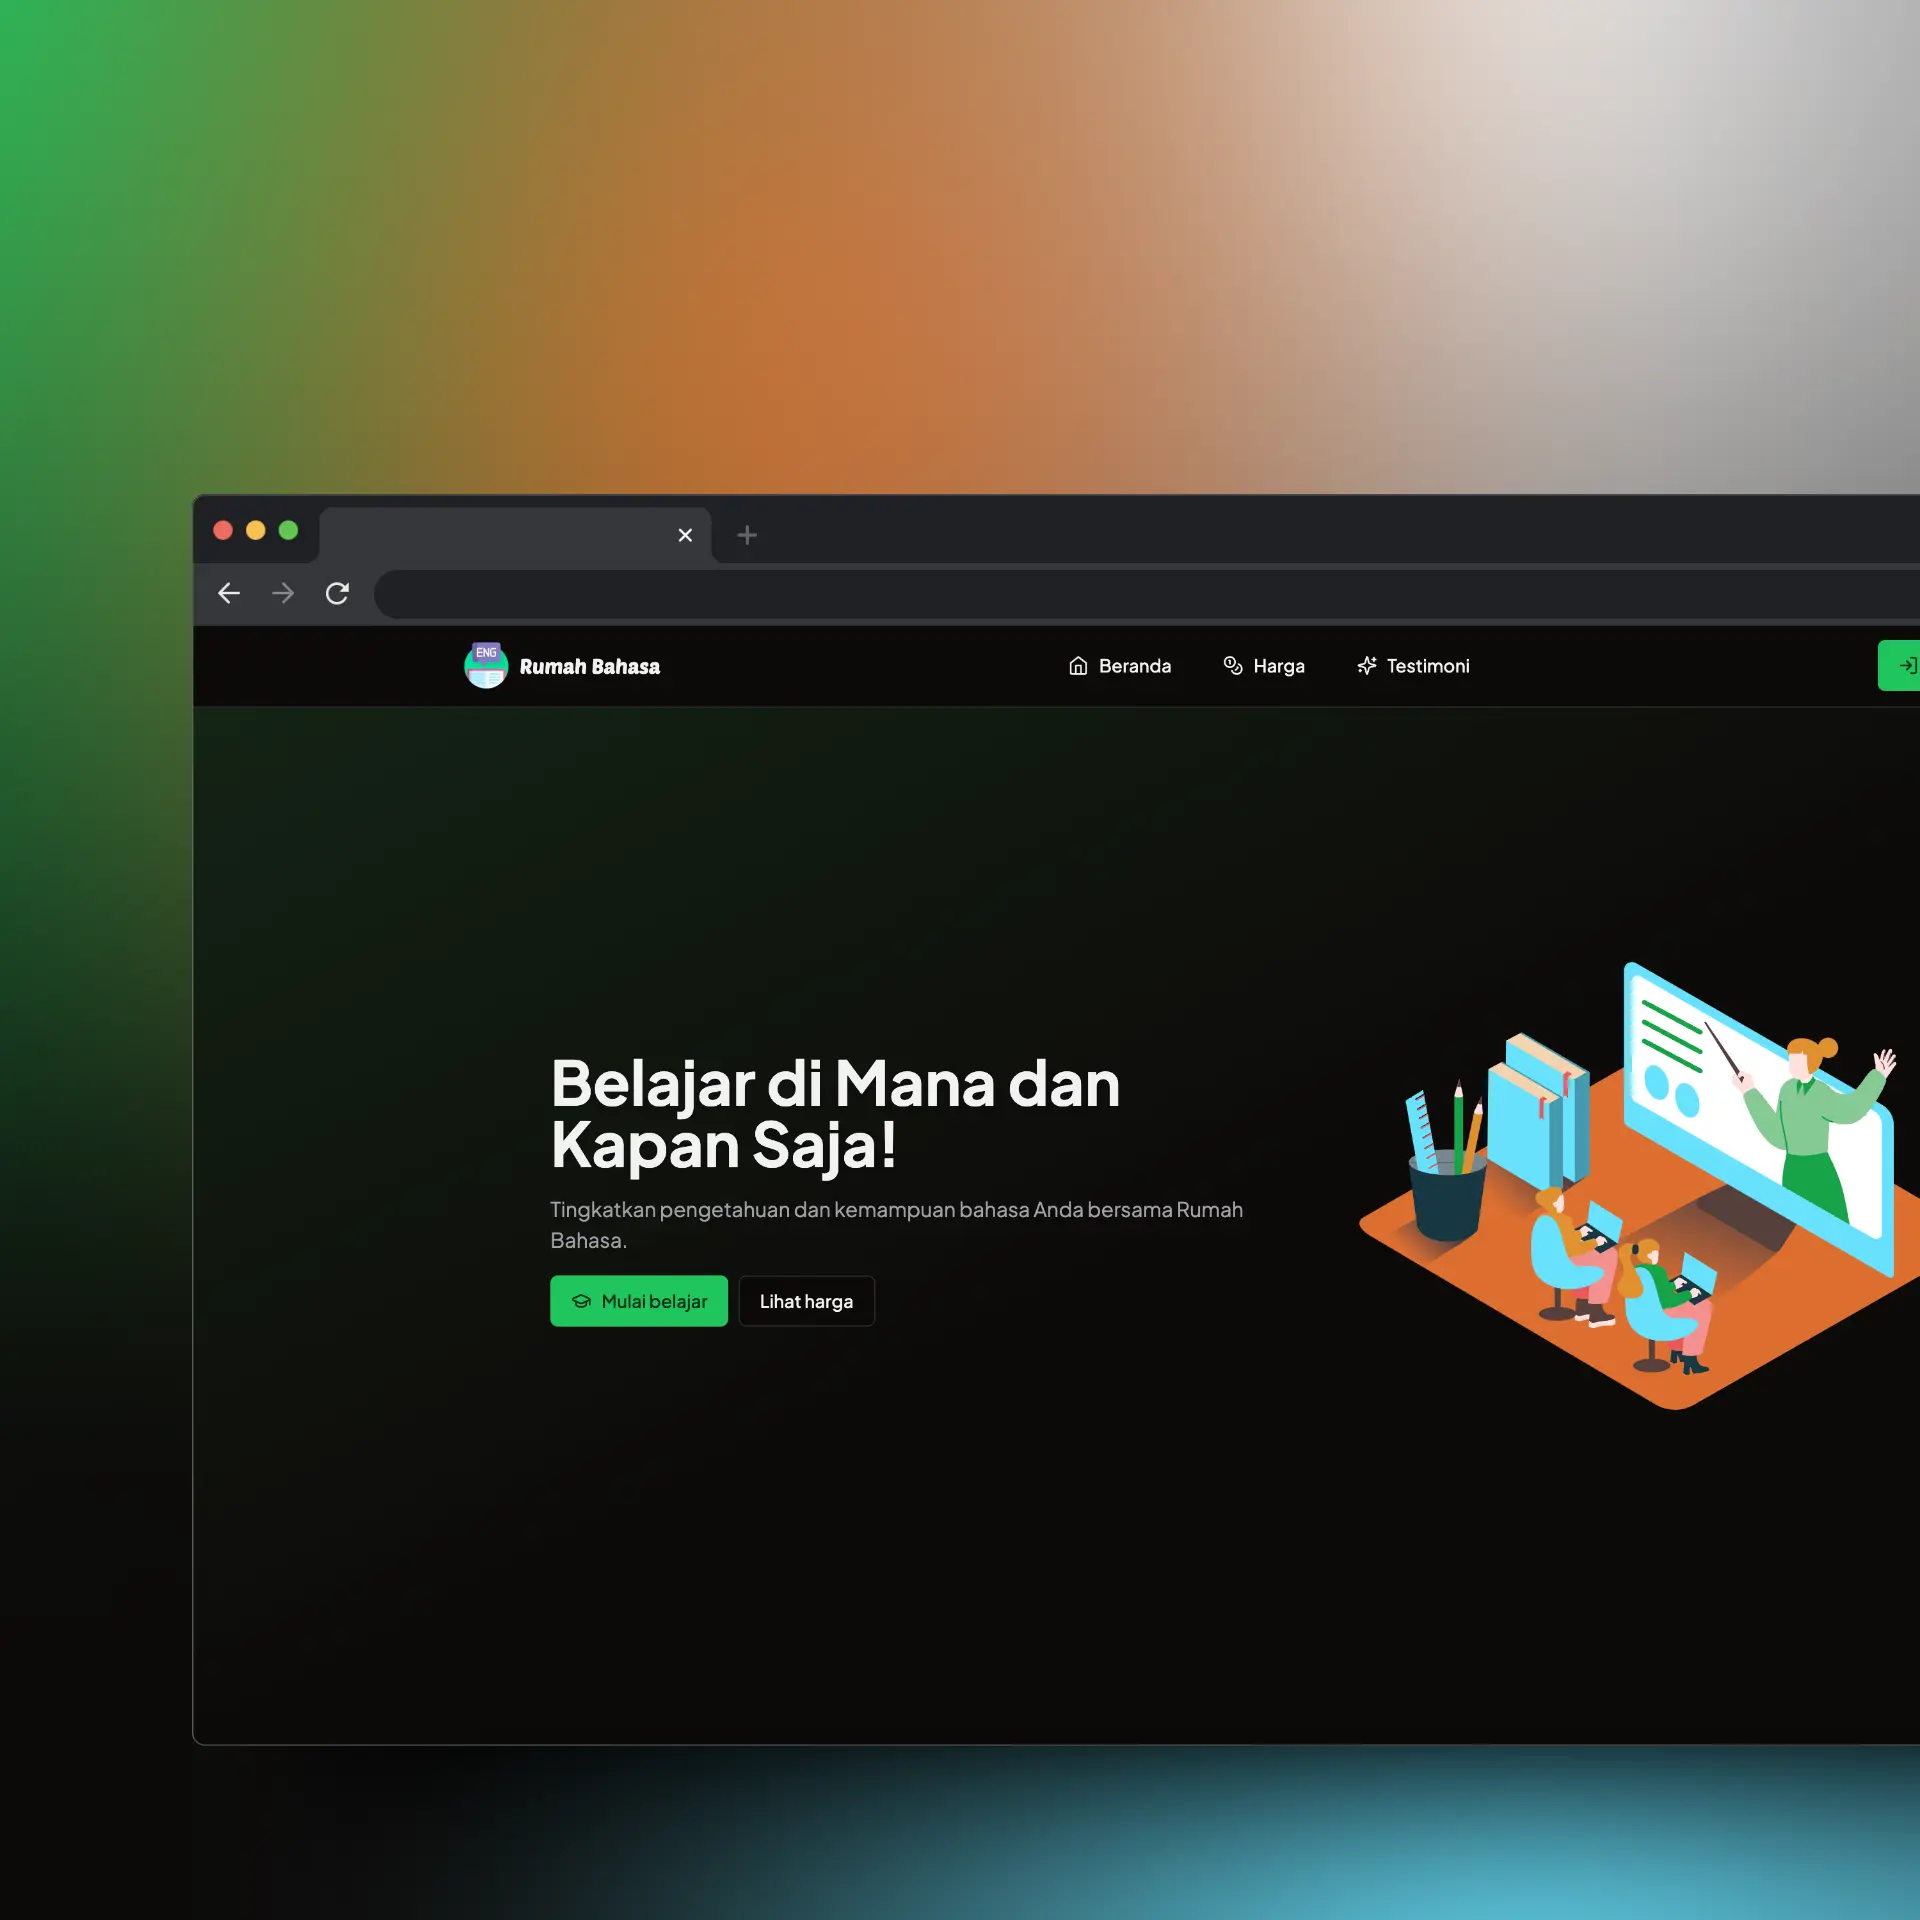 ENG
Rumah Bahasa
Beranda
Harga
Testimoni
Belajar di Mana dan
Kapan Saja!
Tingkatkan pengetahuan dan kemampuan bahasa Anda bersama Rumah
Bahasa.
Mulai belajar
Lihat harga